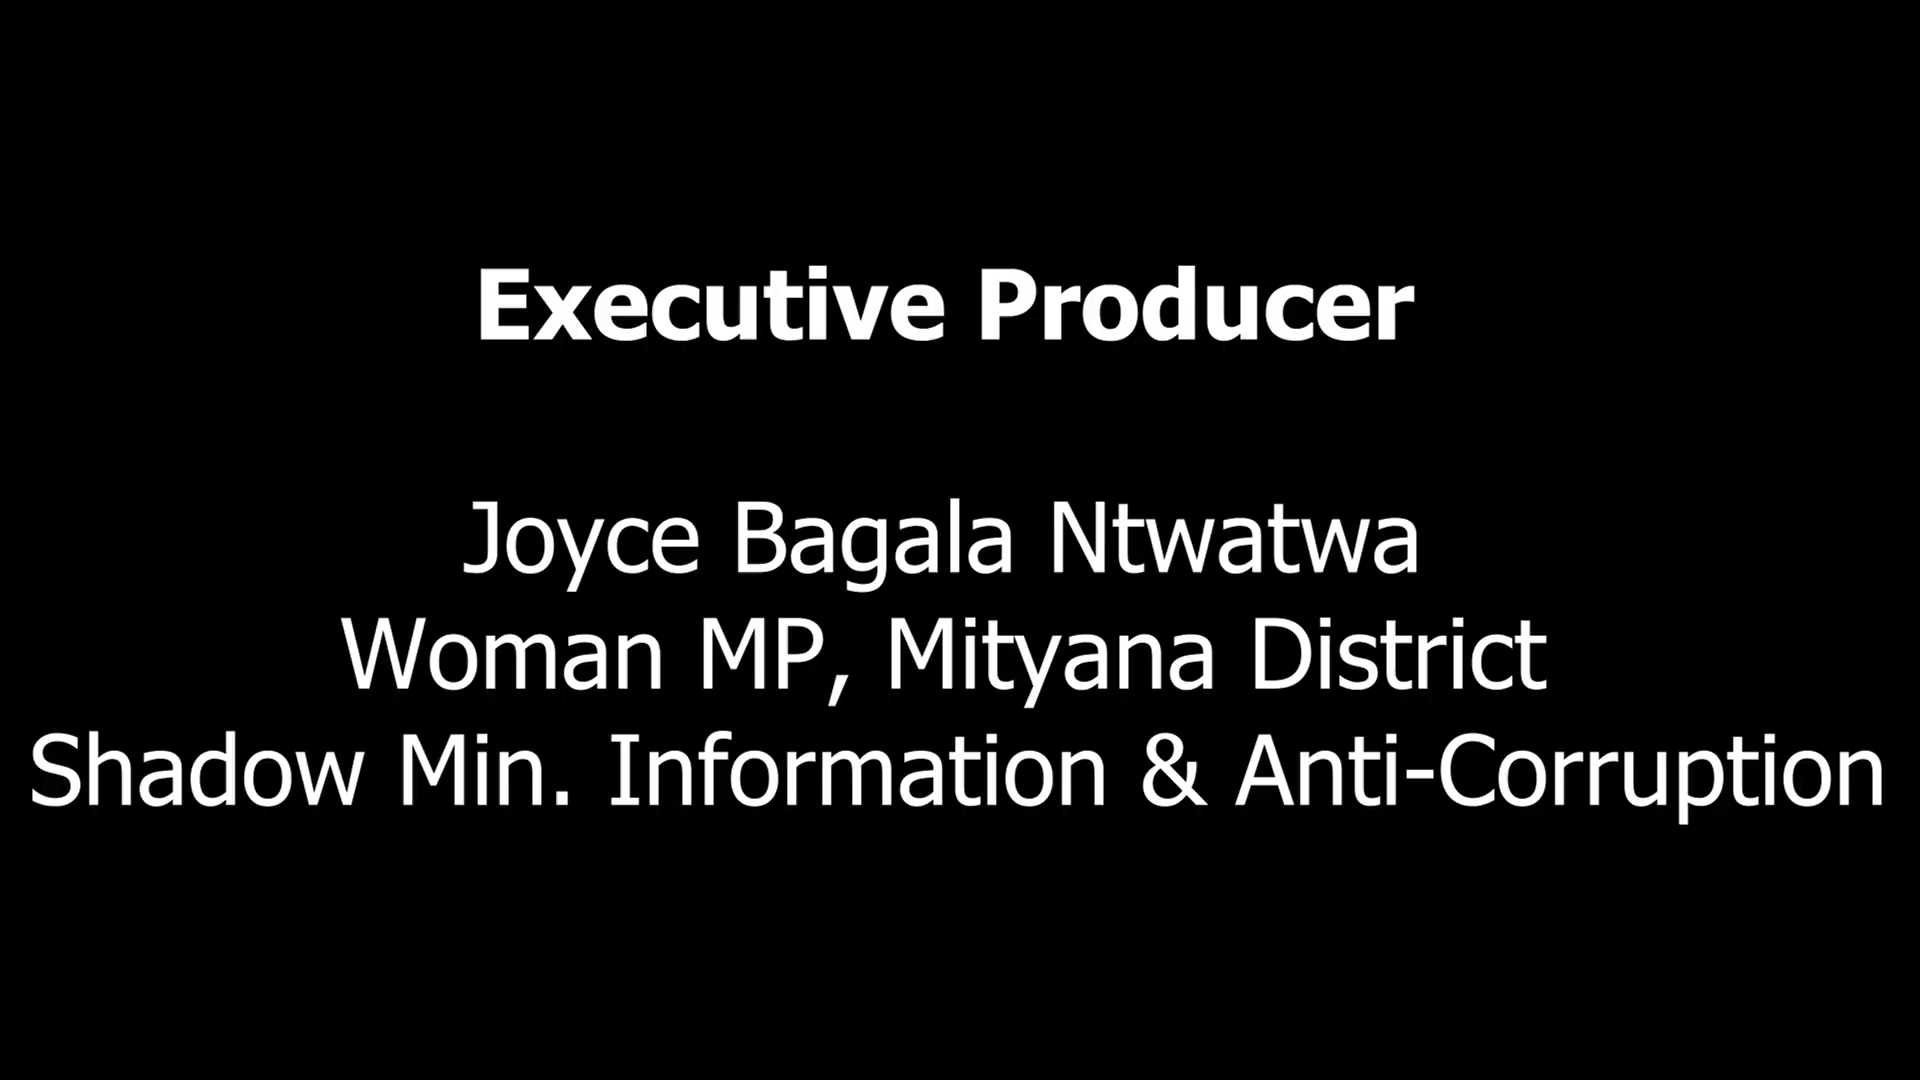 Executive Producer
Joyce Bagala Ntwatwa
Woman MP, Mityana District
Shadow Min. Information & Anti-Corruption